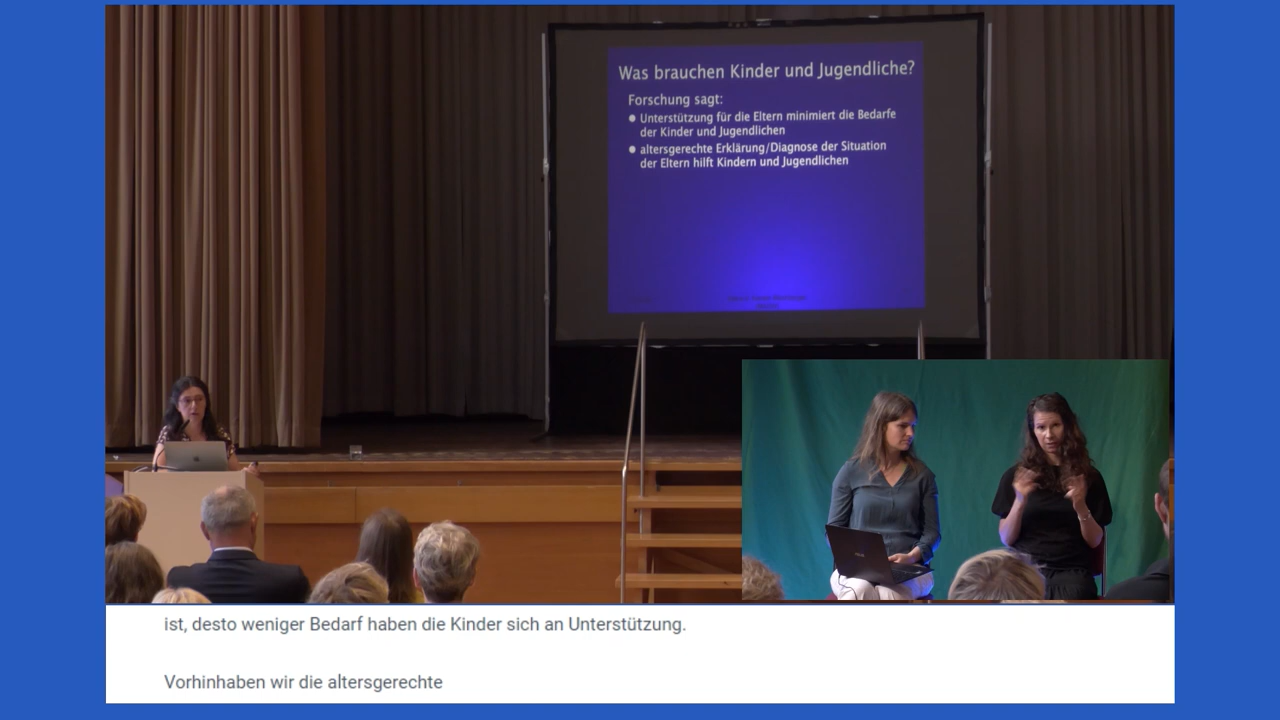 Was brauchen Kinder und Jugendliche?
Forschung sagt:
● Unterstützung für die Eltern minimiert die Bedarfe
der Kinder und Jugendlichen
● altersgerechte Erklärung/Diagnose der Situation
der Eltern hilft Kindern und Jugendlichen
ist, desto weniger Bedarf haben die Kinder sich an Unterstützung.
Vorhinhaben wir die altersgerechte